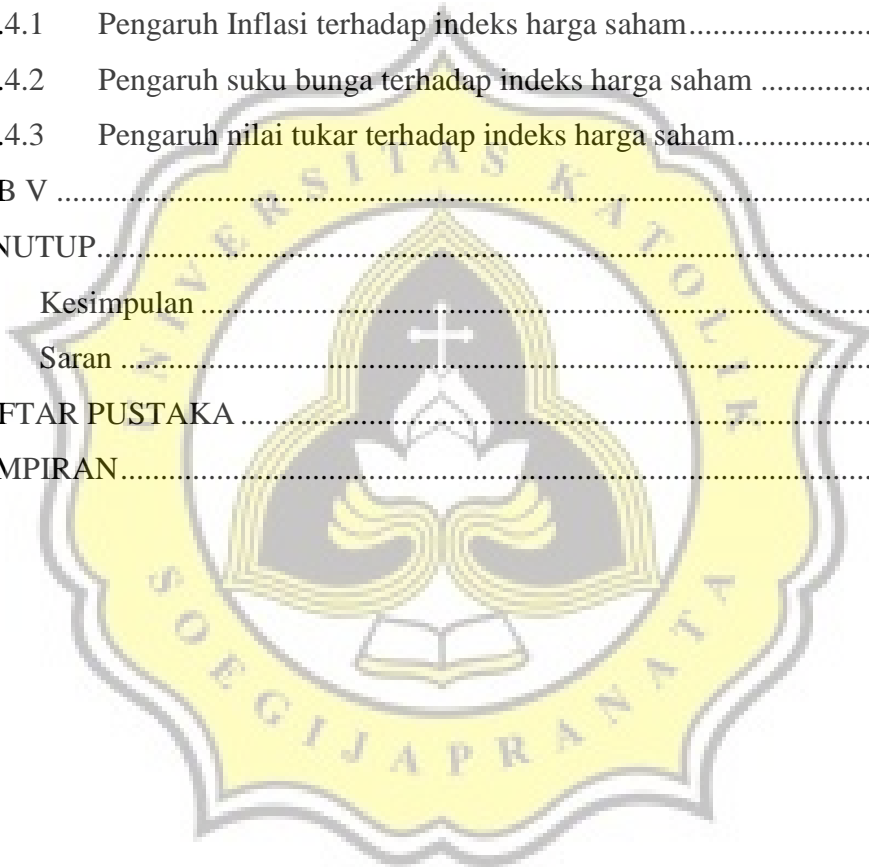 .4.1 Pengaruh Inflasi terhadap indeks harga saham.......................
.4.2 Pengaruh suku bunga terhadap indeks harga saham ..............
.4.3 Pengaruh nilai tukar terhadap indeks harga saham.................
B V ..........................................................................................
NUTUP.....................................................................................
Kesimpulan ..............................................................................
Saran ........................................................................................
FTAR PUSTAKA .....................................................................
MPIRAN..................................................................................
UNIVERSITAS KATOLIK
SOEGIJAPRANATA